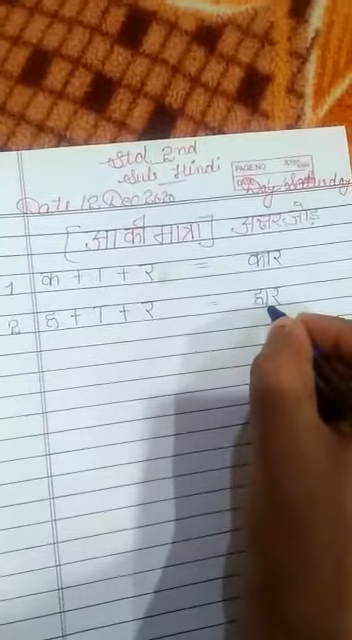 Std 2nd
Sub Hindi
PAGE NO.
Date 12 Dec 2020 Day Saturday
[आ की मात्रा] अक्षर जोड़
1 क + ा + र = कार
2 ह + ा + र = हार